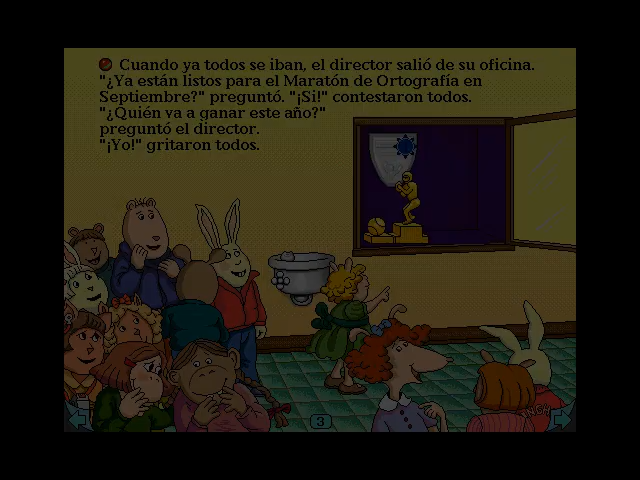 Cuando ya todos se iban, el director salió de su oficina.
"¿Ya están listos para el Maratón de Ortografía en
Septiembre?" preguntó. "¡Si!" contestaron todos.
"¿Quién va a ganar este año?"
preguntó el director.
"¡Yo!" gritaron todos.
3